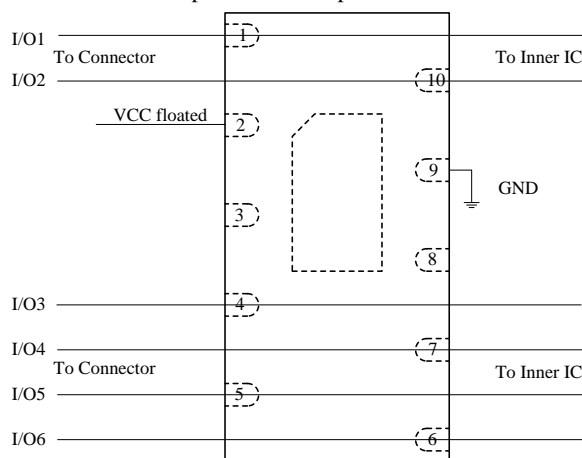 I/O1
1
To Connector
To Inner IC
I/O2
10
VCC floated
2
9
GND
3
8
I/O3
4
I/O4
7
To Connector
To Inner IC
I/O5
5
I/O6
6